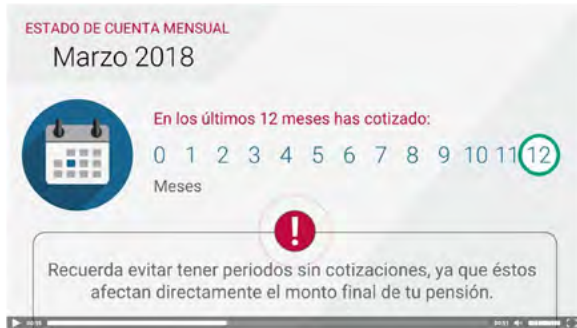 ESTADO DE CUENTA MENSUAL
Marzo 2018
En los últimos 12 meses has cotizado:
0 1 2 3 4 5 6 7 8 9 10 11 12
Meses
Recuerda evitar tener periodos sin cotizaciones, ya que éstos
afectan directamente el monto final de tu pensión.